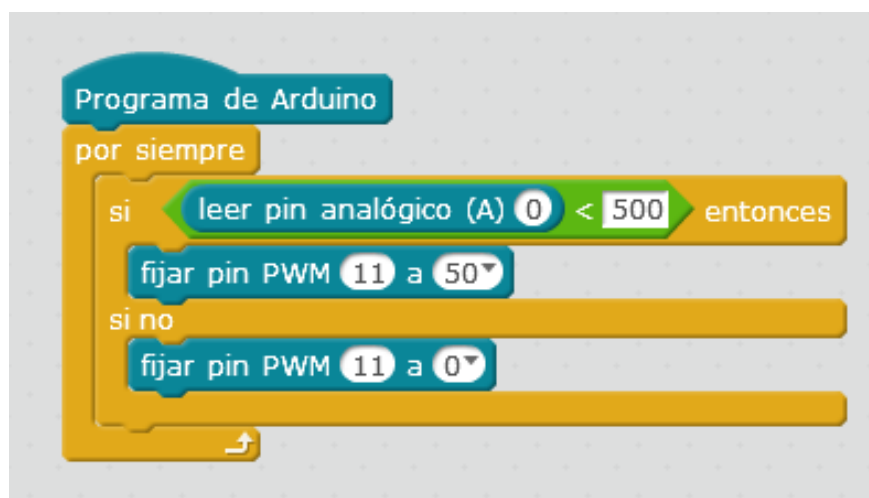 Programa de Arduino
por siempre
si leer pin analógico (A) 0 < 500 entonces
fijar pin PWM 11 a 50
si no
fijar pin PWM 11 a 0